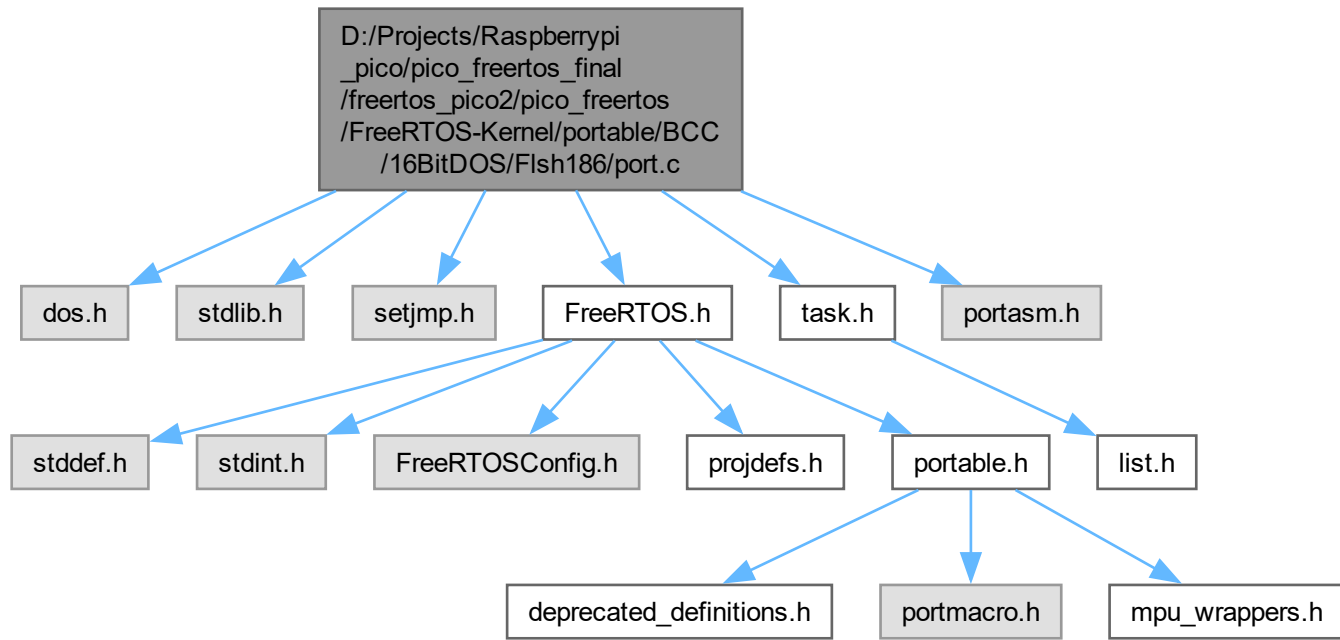 D:/Projects/Raspberrypi
_pico/pico_freertos_final
/freertos_pico2/pico_freertos
/FreeRTOS-Kernel/portable/BCC
/16BitDOS/Flsh186/port.c
dos.h
stdlib.h
setjmp.h
FreeRTOS.h
task.h
portasm.h
stddef.h
stdint.h
FreeRTOSConfig.h
projdefs.h
portable.h
list.h
deprecated_definitions.h
portmacro.h
mpu_wrappers.h